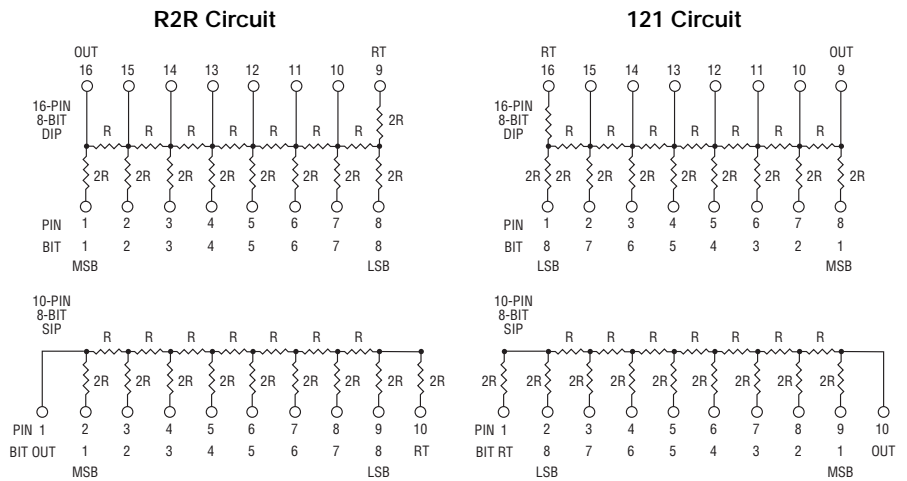 R2R Circuit
121 Circuit
OUT RT
16 15 14 13 12 11 10 9
16-PIN
8-BIT
DIP
2R
R R R R R R R
2R 2R 2R 2R 2R 2R 2R 2R
PIN 1 2 3 4 5 6 7 8
BIT 1 2 3 4 5 6 7 8
MSB LSB
RT OUT
16 15 14 13 12 11 10 9
16-PIN
8-BIT
DIP
R R R R R R R
2R 2R 2R 2R 2R 2R 2R 2R 2R
PIN 1 2 3 4 5 6 7 8
BIT 8 7 6 5 4 3 2 1
LSB MSB
10-PIN
8-BIT
SIP
R R R R R R R
2R 2R 2R 2R 2R 2R 2R 2R 2R
PIN 1 2 3 4 5 6 7 8 9 10
BIT OUT 1 2 3 4 5 6 7 8 RT
MSB LSB
10-PIN
8-BIT
SIP
R R R R R R R
2R 2R 2R 2R 2R 2R 2R 2R 2R
PIN 1 2 3 4 5 6 7 8 9 10
BIT RT 8 7 6 5 4 3 2 1 OUT
LSB MSB